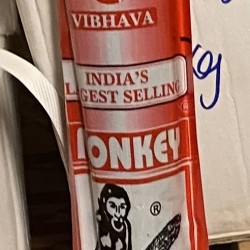 VIBHAVA
INDIA'S
GEST SELLING
ONKEY
®